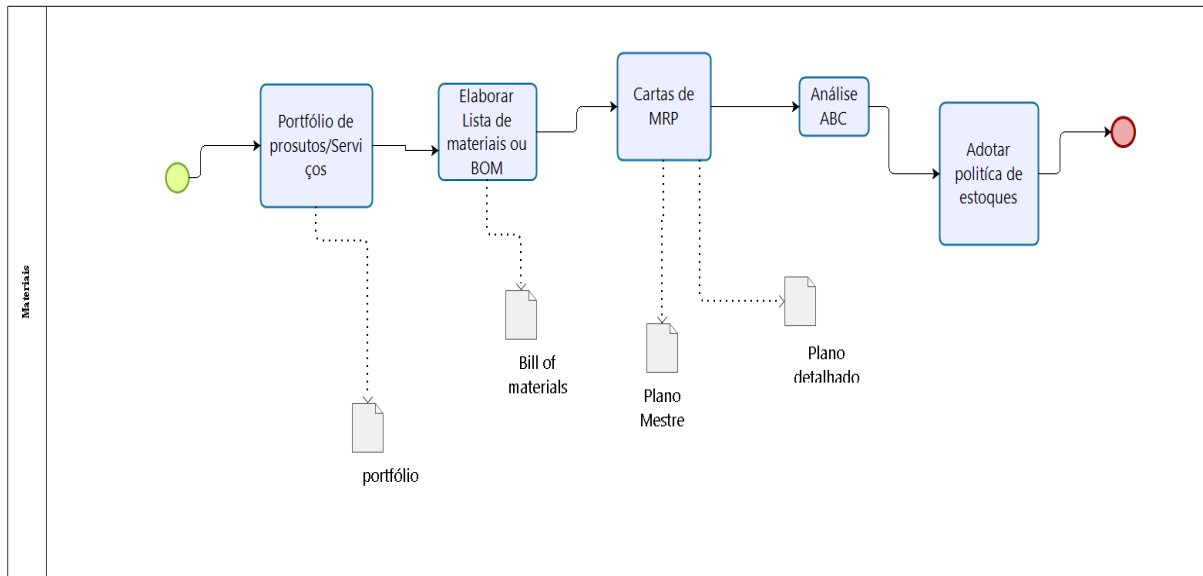 Materiais
Portfólio de
prosutos/Servi
ços
Elaborar
Lista de
materiais ou
BOM
Cartas de
MRP
Análise
ABC
Adotar
politíca de
estoques
portfólio
Bill of
materials
Plano
Mestre
Plano
detalhado